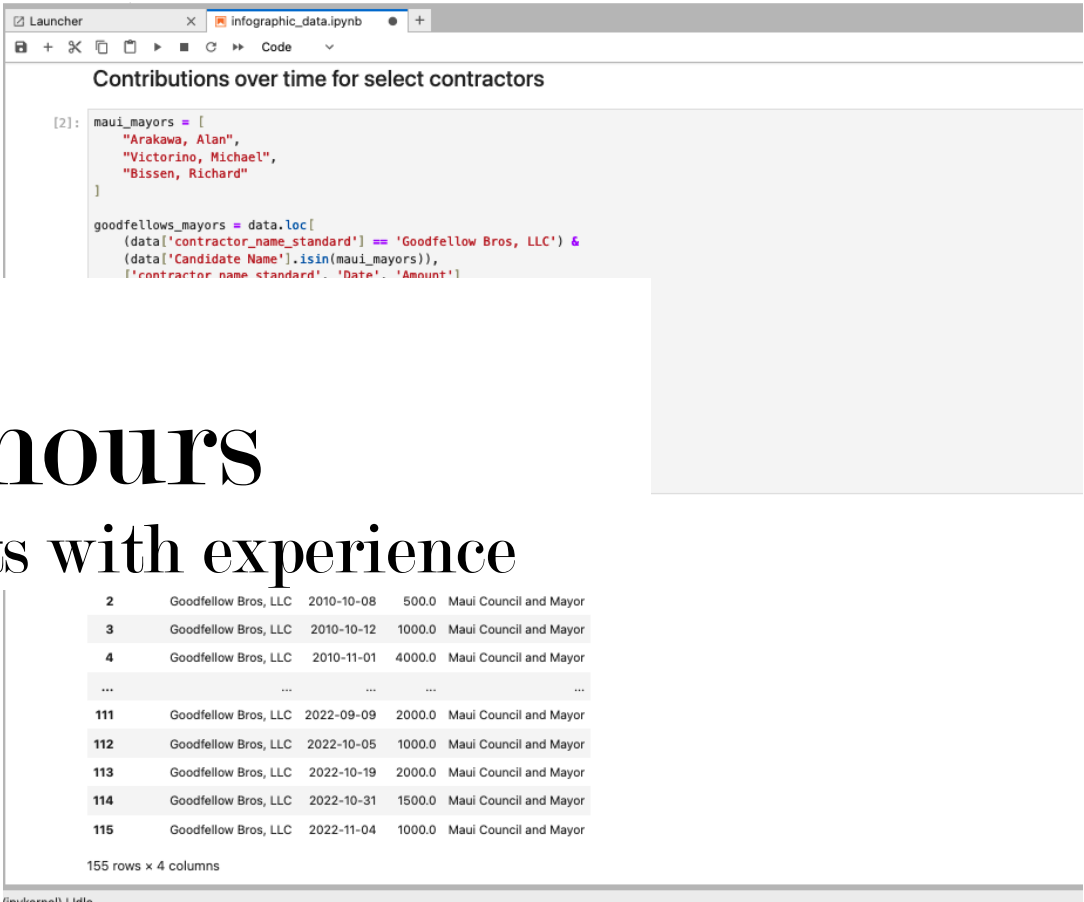 Launcher
infographic_data.ipynb
Code
Contributions over time for select contractors
[2]:
maui_mayors = [
"Arakawa, Alan",
"Victorino, Michael",
"Bissen, Richard"
]
goodfellows_mayors = data.loc[
(data['contractor_name_standard'] == 'Goodfellow Bros, LLC') &
(data['Candidate Name'].isin(maui_mayors)),
['contractor_name_standard', 'Date', 'Amount']
hours
ts with experience
2 Goodfellow Bros, LLC 2010-10-08 500.0 Maui Council and Mayor
3 Goodfellow Bros, LLC 2010-10-12 1000.0 Maui Council and Mayor
4 Goodfellow Bros, LLC 2010-11-01 4000.0 Maui Council and Mayor
... ... ... ... ...
111 Goodfellow Bros, LLC 2022-09-09 2000.0 Maui Council and Mayor
112 Goodfellow Bros, LLC 2022-10-05 1000.0 Maui Council and Mayor
113 Goodfellow Bros, LLC 2022-10-19 2000.0 Maui Council and Mayor
114 Goodfellow Bros, LLC 2022-10-31 1500.0 Maui Council and Mayor
115 Goodfellow Bros, LLC 2022-11-04 1000.0 Maui Council and Mayor
155 rows × 4 columns